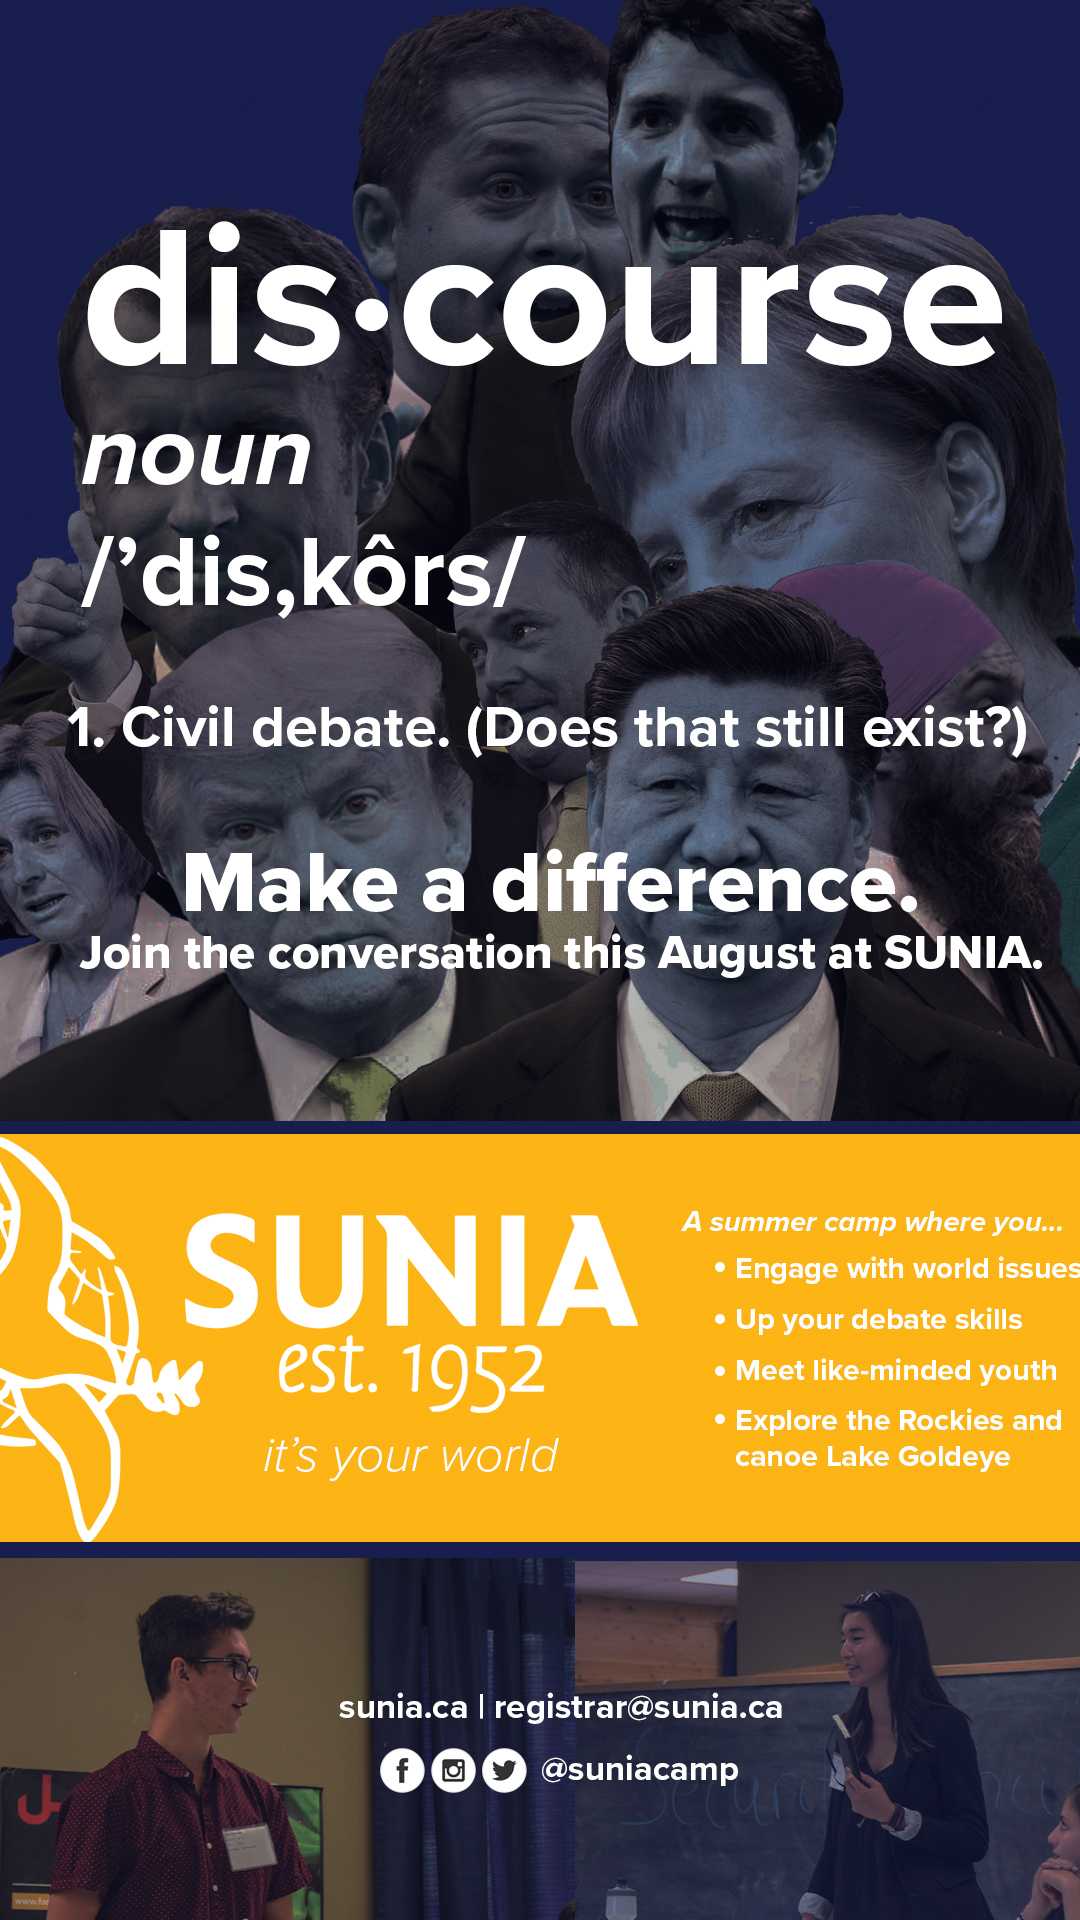 dis·course
noun
/’dis,kôrs/
1. Civil debate. (Does that still exist?)
Make a difference.
Join the conversation this August at SUNIA.
SUNIA
est. 1952
it’s your world
A summer camp where you...
• Engage with world issues
• Up your debate skills
• Meet like-minded youth
• Explore the Rockies and
canoe Lake Goldeye
sunia.ca | registrar@sunia.ca
@suniacamp